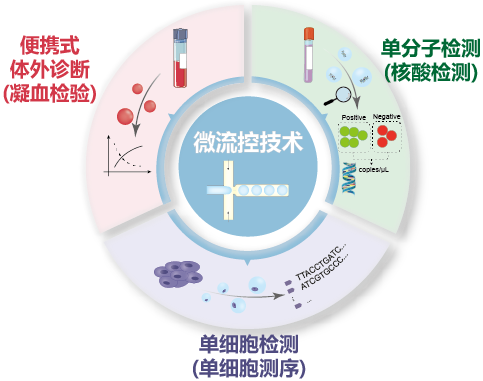 便携式
体外诊断
(凝血检验)
单分子检测
(核酸检测)
微流控技术
Positive
Negative
copies/μL
TTACCTGATC...
ATCGTGCCC...
...
单细胞检测
(单细胞测序)